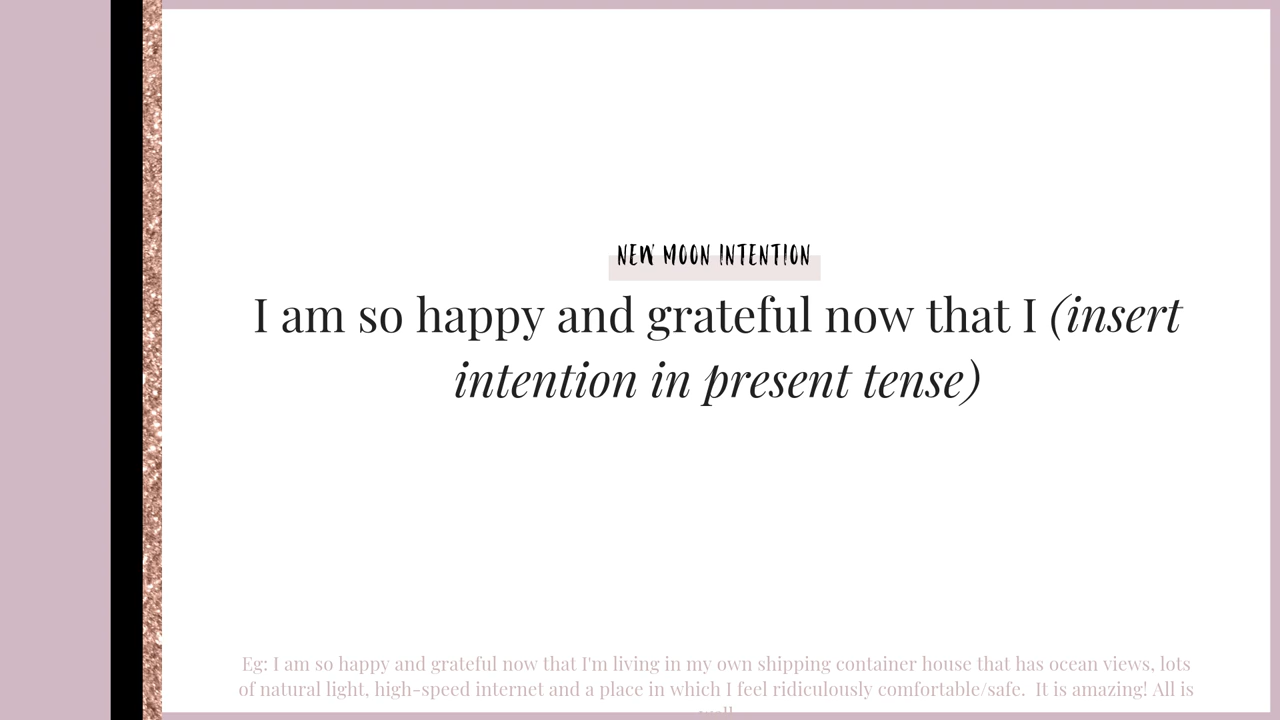 NEW MOON INTENTION
I am so happy and grateful now that I (insert
intention in present tense)
Eg: I am so happy and grateful now that I'm living in my own shipping container house that has ocean views, lots
of natural light, high-speed internet and a place in which I feel ridiculously comfortable/safe.  It is amazing! All is
well